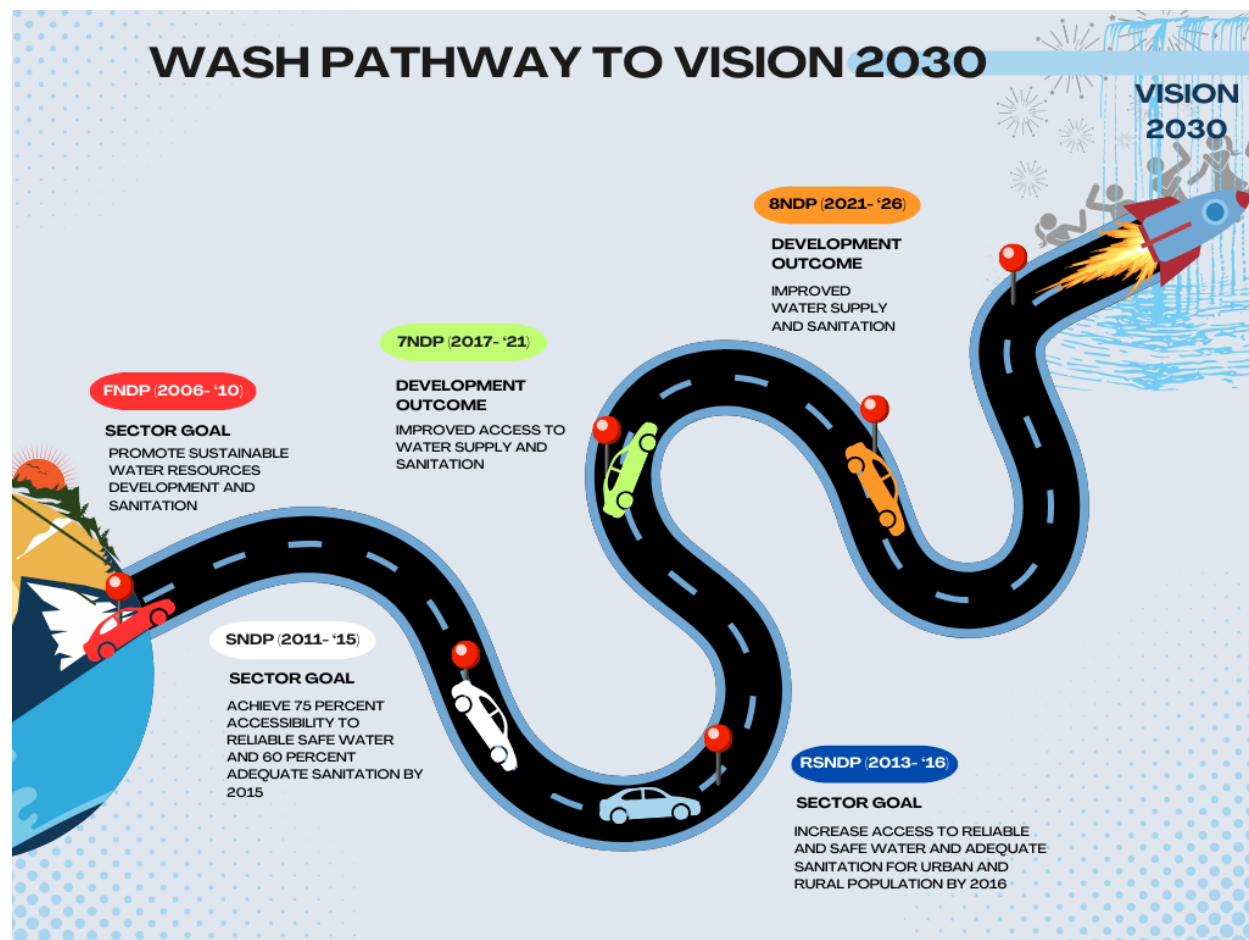 WASH PATHWAY TO VISION 2030
VISION
2030
8NDP (2021- ‘26)
DEVELOPMENT
OUTCOME
IMPROVED
WATER SUPPLY
AND SANITATION
7NDP (2017- ‘21)
DEVELOPMENT
OUTCOME
IMPROVED ACCESS TO
WATER SUPPLY AND
SANITATION
FNDP (2006- ‘10)
SECTOR GOAL
PROMOTE SUSTAINABLE
WATER RESOURCES
DEVELOPMENT AND
SANITATION
SNDP (2011- ‘15)
SECTOR GOAL
ACHIEVE 75 PERCENT
ACCESSIBILITY TO
RELIABLE SAFE WATER
AND 60 PERCENT
ADEQUATE SANITATION BY
2015
RSNDP (2013- ‘16)
SECTOR GOAL
INCREASE ACCESS TO RELIABLE
AND SAFE WATER AND ADEQUATE
SANITATION FOR URBAN AND
RURAL POPULATION BY 2016